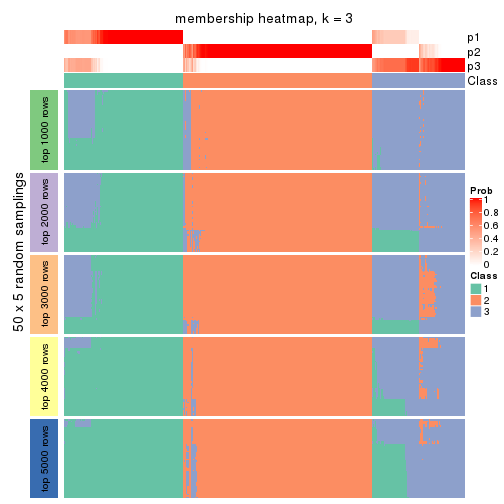 membership heatmap, k = 3
p1
p2
p3
Class
50 x 5 random samplings
top 1000 rows
top 2000 rows
top 3000 rows
top 4000 rows
top 5000 rows
Prob
1
0.8
0.6
0.4
0.2
0
Class
1
2
3